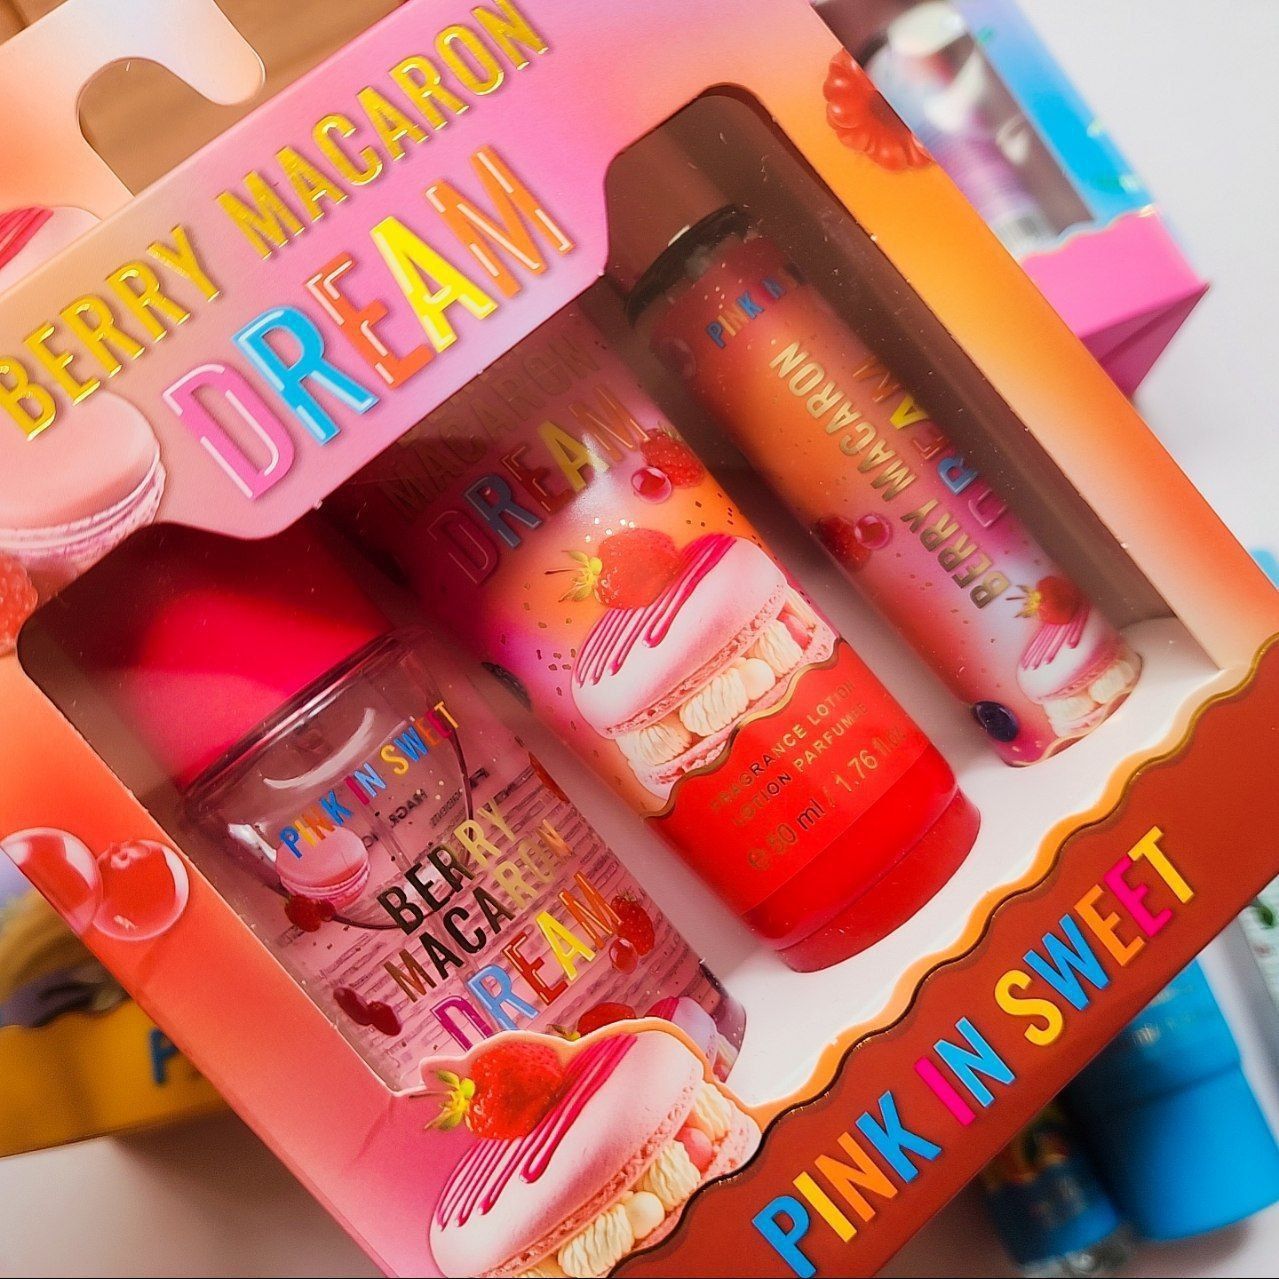 BERRY MACARON
DREAM
MACARON
DREAM
FRAGRANCE LOTION
LOTION PARFUMÉE
e 50 ml / 1.76 fl.
PINK IN
BERRY MACARON
DREAM
PINK IN SWEET
BERRY
MACARON
DREAM
PINK IN SWEET